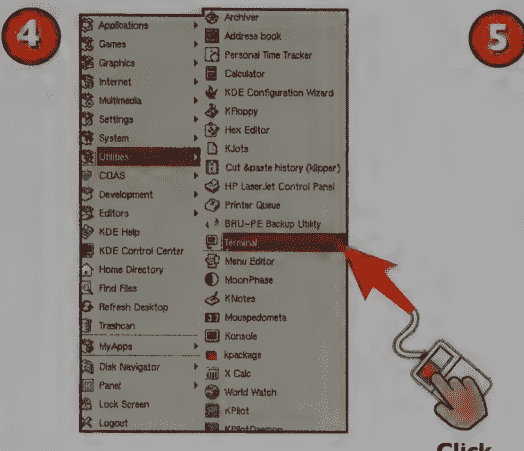 4
5
Applications
Games
Graphics
Internet
Multimedia
Settings
System
Utilities
COAS
Development
Editors
KDE Help
KDE Control Center
Home Directory
Find Files
Refresh Desktop
Trashcan
MyApps
Disk Navigator
Panel
Lock Screen
Logout
Archiver
Address book
Personal Time Tracker
Calculator
KDE Configuration Wizard
KFloppy
Hex Editor
KJots
Cut &paste history (klipper)
HP LaserJet Control Panel
Printer Queue
BRU-PE Backup Utility
Terminal
Menu Editor
MoonPhase
KNotes
Mouspedometa
Konsole
kpackage
X Calc
World Watch
KPilot
KPilotDaemon
Click